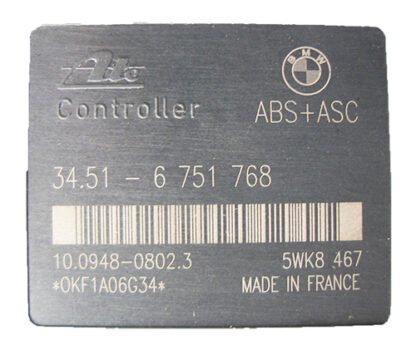 Ate
BMW
Controller ABS+ASC
34.51 - 6 751 768
10.0948-0802.3 5WK8 467
*OKF1A06G34* MADE IN FRANCE